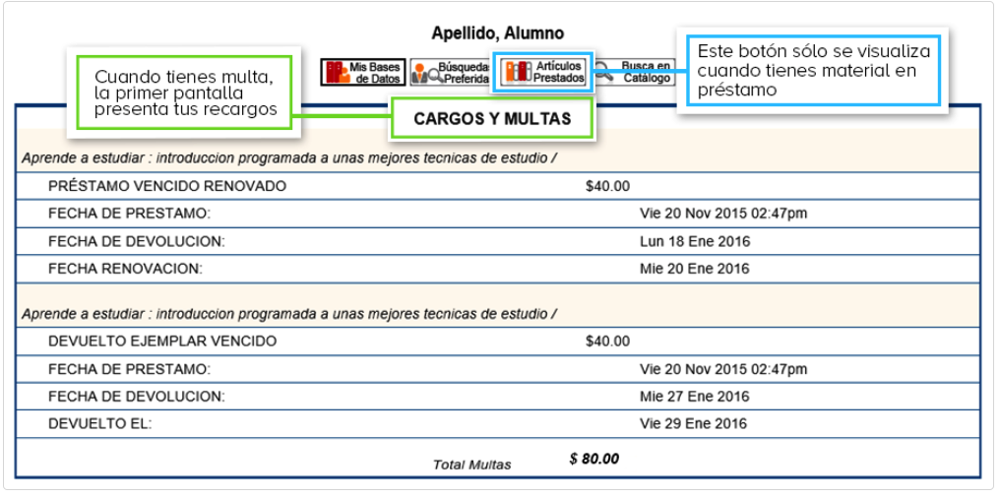 Apellido, Alumno
Cuando tienes multa,
la primer pantalla
presenta tus recargos
Mis Bases
de Datos
Búsqueda
Preferida
Artículos
Prestados
Busca en
Catálogo
Este botón sólo se visualiza
cuando tienes material en
préstamo
CARGOS Y MULTAS
Aprende a estudiar : introduccion programada a unas mejores tecnicas de estudio /
PRÉSTAMO VENCIDO RENOVADO $40.00
FECHA DE PRESTAMO: Vie 20 Nov 2015 02:47pm
FECHA DE DEVOLUCION: Lun 18 Ene 2016
FECHA RENOVACION: Mie 20 Ene 2016
Aprende a estudiar : introduccion programada a unas mejores tecnicas de estudio /
DEVUELTO EJEMPLAR VENCIDO $40.00
FECHA DE PRESTAMO: Vie 20 Nov 2015 02:47pm
FECHA DE DEVOLUCION: Mie 27 Ene 2016
DEVUELTO EL: Vie 29 Ene 2016
Total Multas $ 80.00